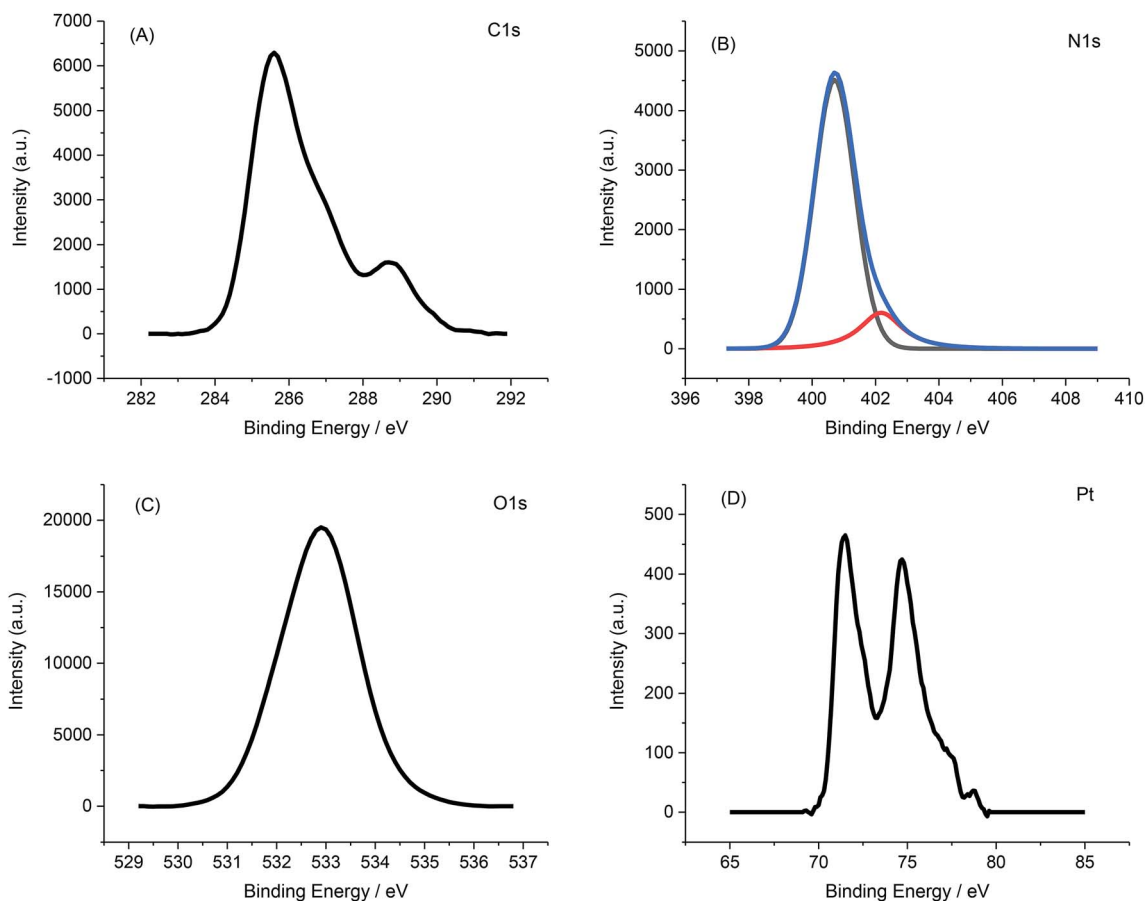 (A)
C1s
7000
6000
5000
4000
3000
2000
1000
0
-1000
Intensity (a.u.)
282 284 286 288 290 292
Binding Energy / eV
(B)
N1s
5000
4000
3000
2000
1000
0
Intensity (a.u.)
396 398 400 402 404 406 408 410
Binding Energy / eV
(C)
O1s
20000
15000
10000
5000
0
Intensity (a.u.)
529 530 531 532 533 534 535 536 537
Binding Energy / eV
(D)
Pt
500
400
300
200
100
0
Intensity (a.u.)
65 70 75 80 85
Binding Energy / eV